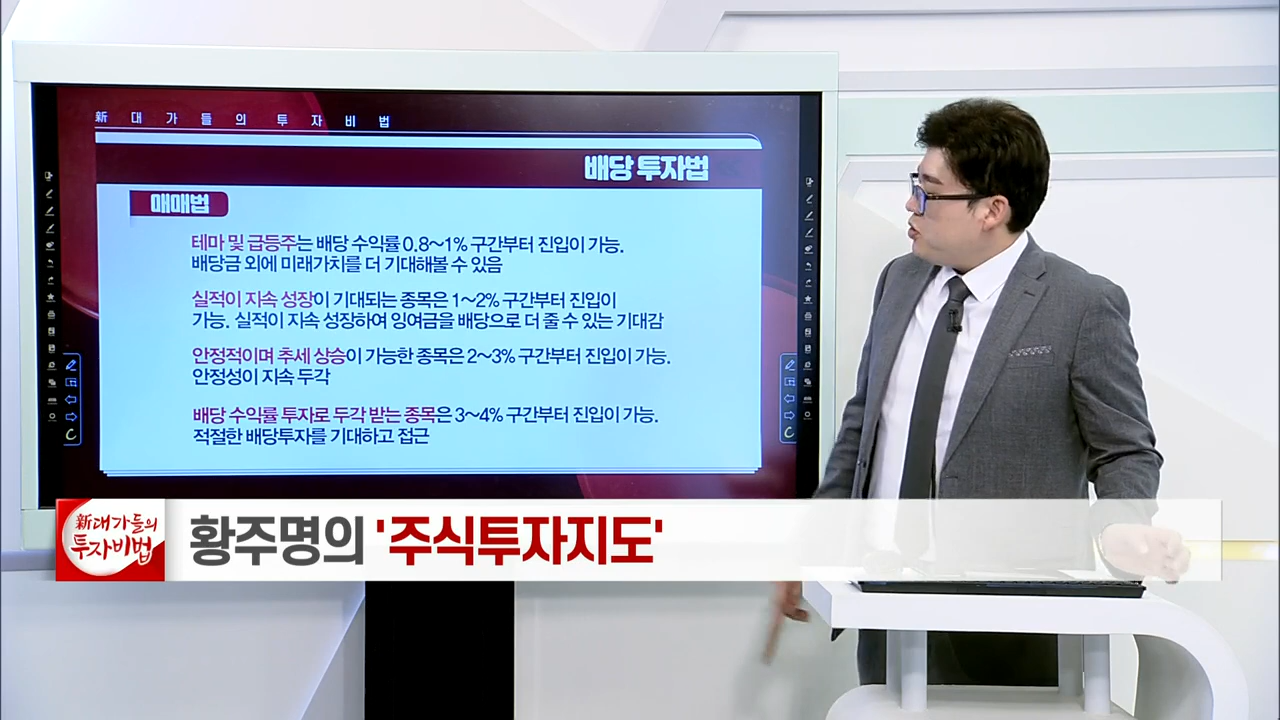 新 대가들의 투자비법
배당 투자법
매매법
테마 및 급등주는 배당 수익률 0.8~1% 구간부터 진입이 가능.
배당금 외에 미래가치를 더 기대해볼 수 있음
실적이 지속 성장이 기대되는 종목은 1~2% 구간부터 진입이
가능. 실적이 지속 성장하여 잉여금을 배당으로 더 줄 수 있는 기대감
안정적이며 추세 상승이 가능한 종목은 2~3% 구간부터 진입이 가능.
안정성이 지속 두각
배당 수익률 투자로 두각 받는 종목은 3~4% 구간부터 진입이 가능.
적절한 배당투자를 기대하고 접근
新대가들의
투자비법
황주명의 '주식투자지도'